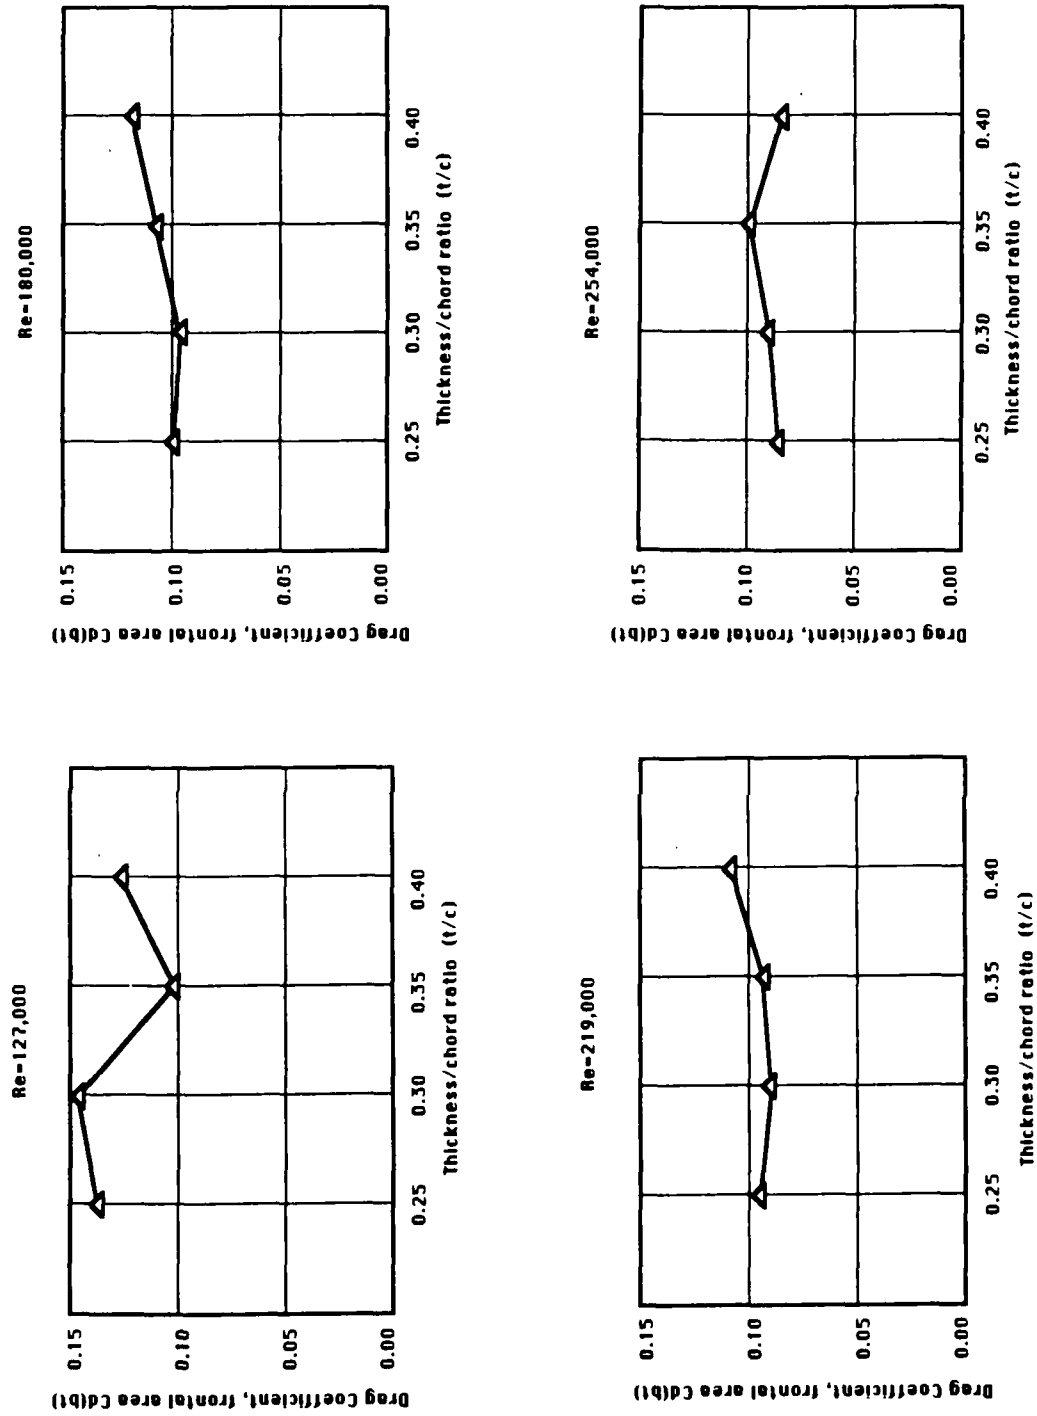 Re=127,000
Drag Coefficient, frontal area Cd(bt)
0.15
0.10
0.05
0.00
0.25
0.30
0.35
0.40
Thickness/chord ratio (t/c)
Re=180,000
Drag Coefficient, frontal area Cd(bt)
0.15
0.10
0.05
0.00
0.25
0.30
0.35
0.40
Thickness/chord ratio (t/c)
Re=219,000
Drag Coefficient, frontal area Cd(bt)
0.15
0.10
0.05
0.00
0.25
0.30
0.35
0.40
Thickness/chord ratio (t/c)
Re=254,000
Drag Coefficient, frontal area Cd(bt)
0.15
0.10
0.05
0.00
0.25
0.30
0.35
0.40
Thickness/chord ratio (t/c)